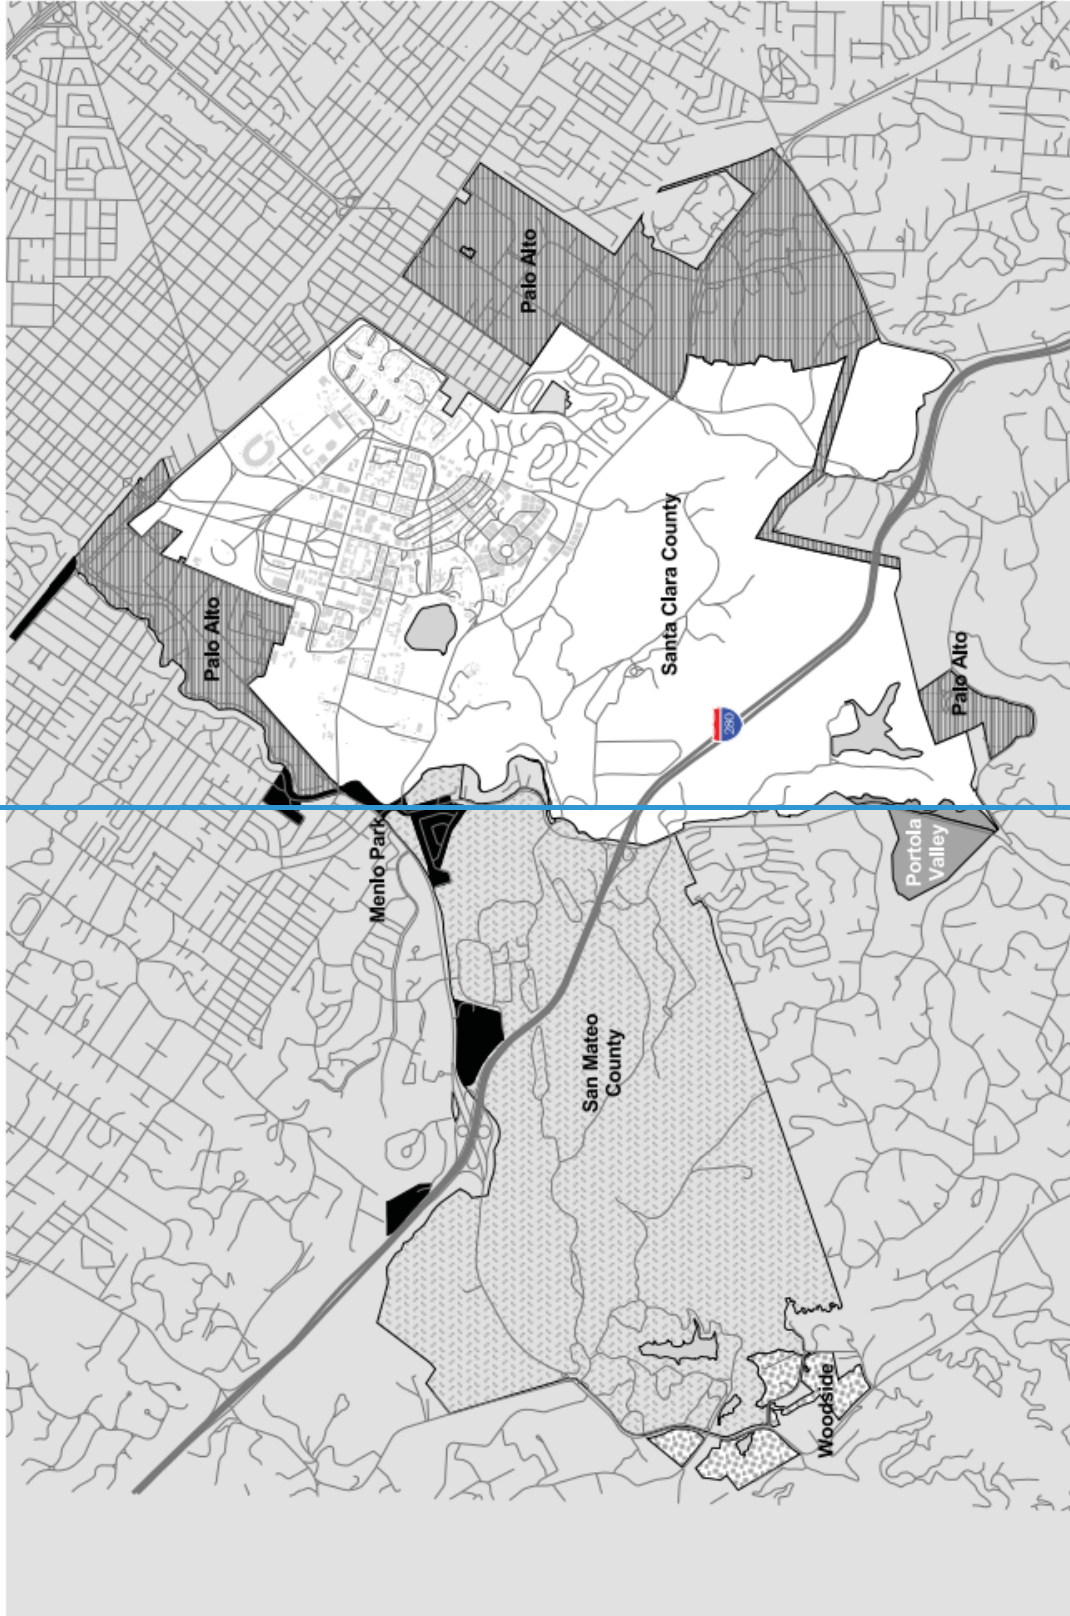 Palo Alto
Palo Alto
Santa Clara County
Palo Alto
280
Menlo Park
Portola
Valley
San Mateo
County
Woodside